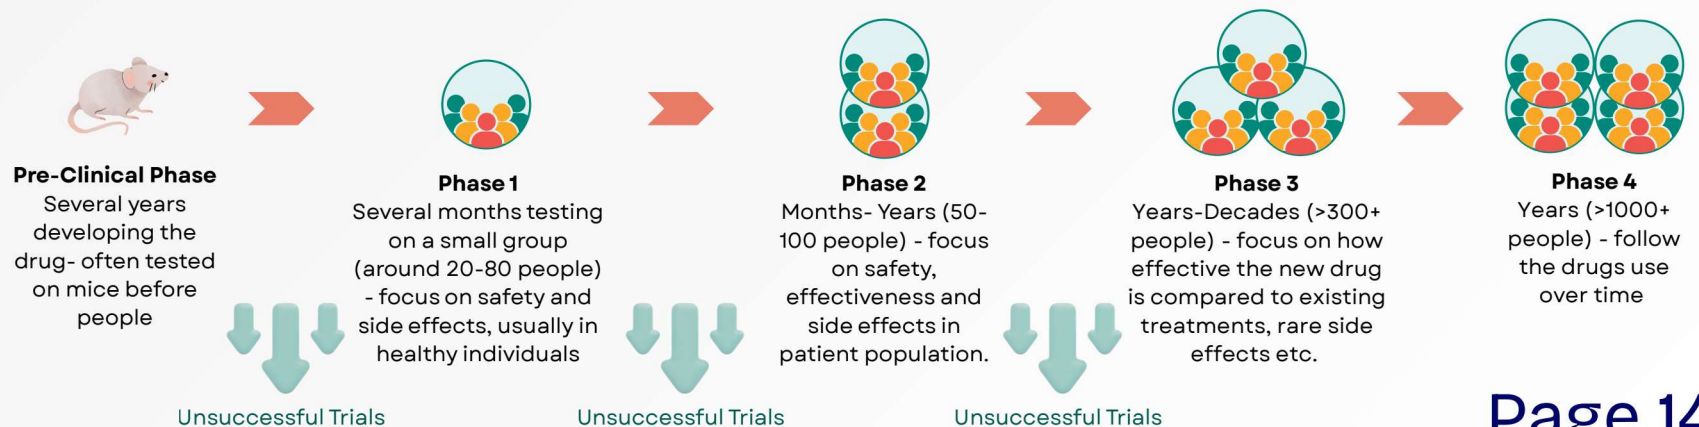 Pre-Clinical Phase
Several years
developing the
drug- often tested
on mice before
people
Phase 1
Several months testing
on a small group
(around 20-80 people)
- focus on safety and
side effects, usually in
healthy individuals
Phase 2
Months- Years (50-
100 people) - focus
on safety,
effectiveness and
side effects in
patient population.
Phase 3
Years-Decades (>300+
people) - focus on how
effective the new drug
is compared to existing
treatments, rare side
effects etc.
Phase 4
Years (>1000+
people) - follow
the drugs use
over time
Unsuccessful Trials
Unsuccessful Trials
Unsuccessful Trials
Page 14